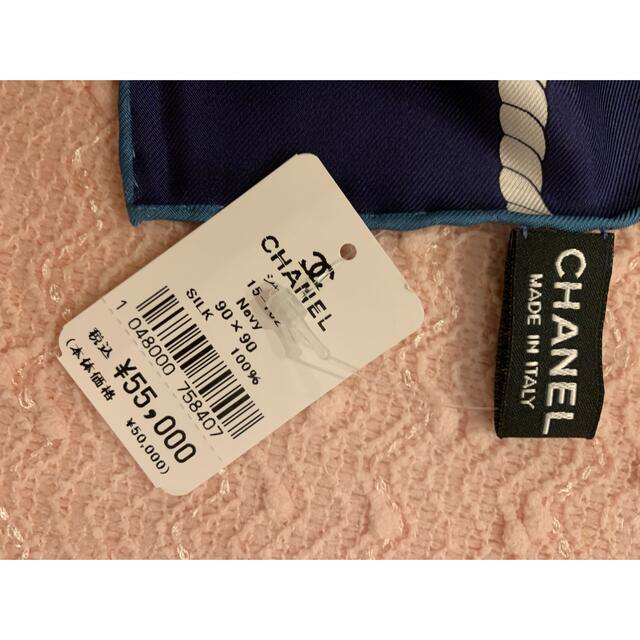 CHANEL
Navy
90×90
SILK 100%
1 048000 758407
税込 ¥55,000
(本体価格 ¥50,000)
CHANEL
MADE IN ITALY